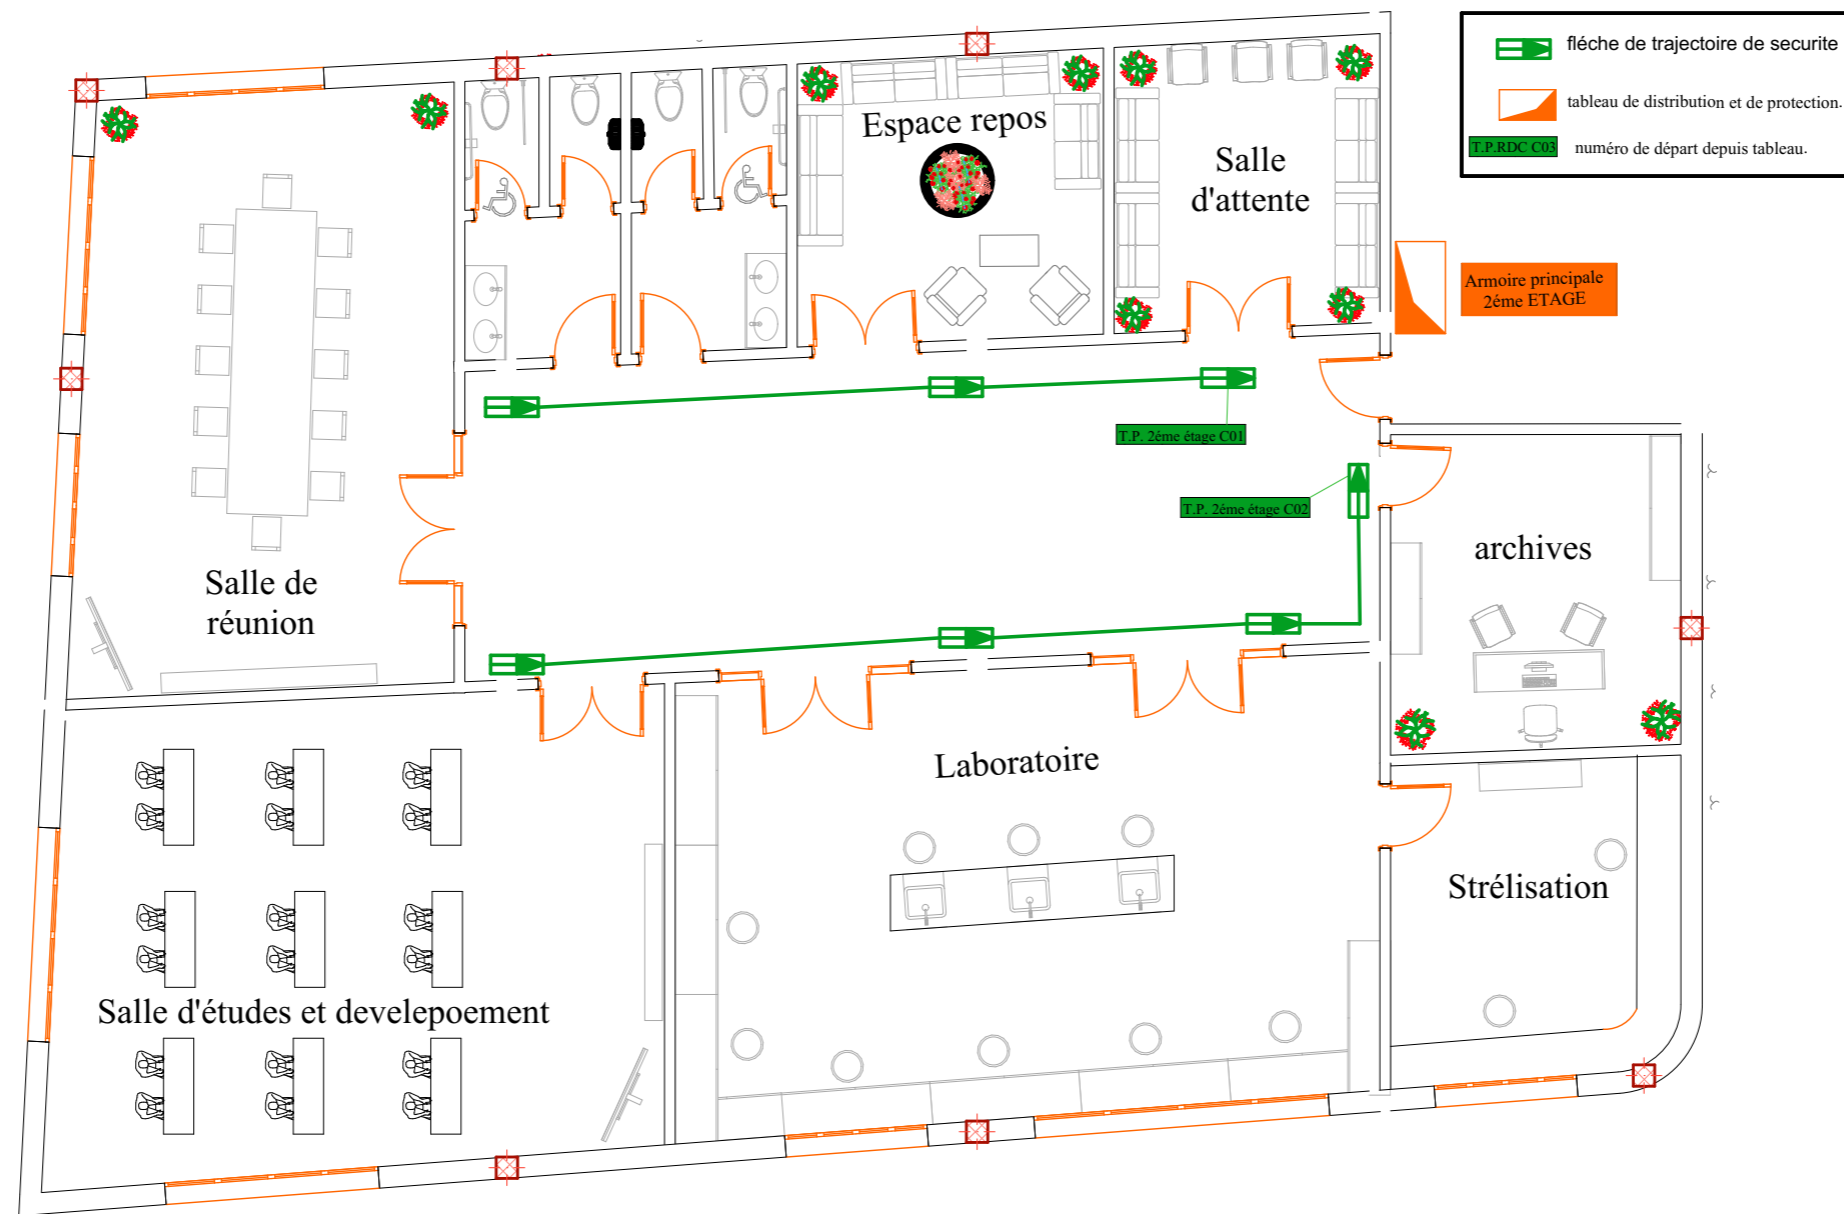 fléche de trajectoire de securite
tableau de distribution et de protection.
T.P.RDC C03
numéro de départ depuis tableau.
Espace repos
Salle
d'attente
Armoire principale
2éme ETAGE
T.P. 2éme étage C01
T.P. 2éme étage C02
archives
Salle de
réunion
Laboratoire
Strélisation
Salle d'études et develepoement